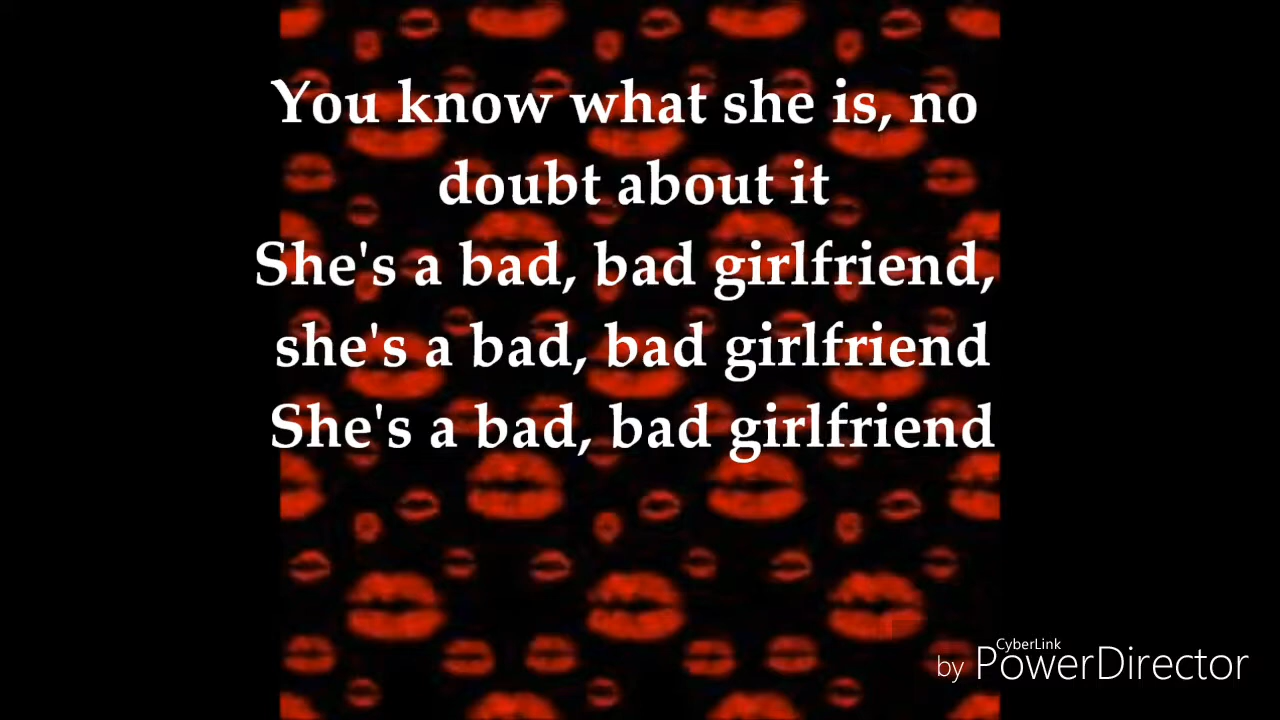 You know what she is, no
doubt about it
She's a bad, bad girlfriend,
she's a bad, bad girlfriend
She's a bad, bad girlfriend
CyberLink
by PowerDirector